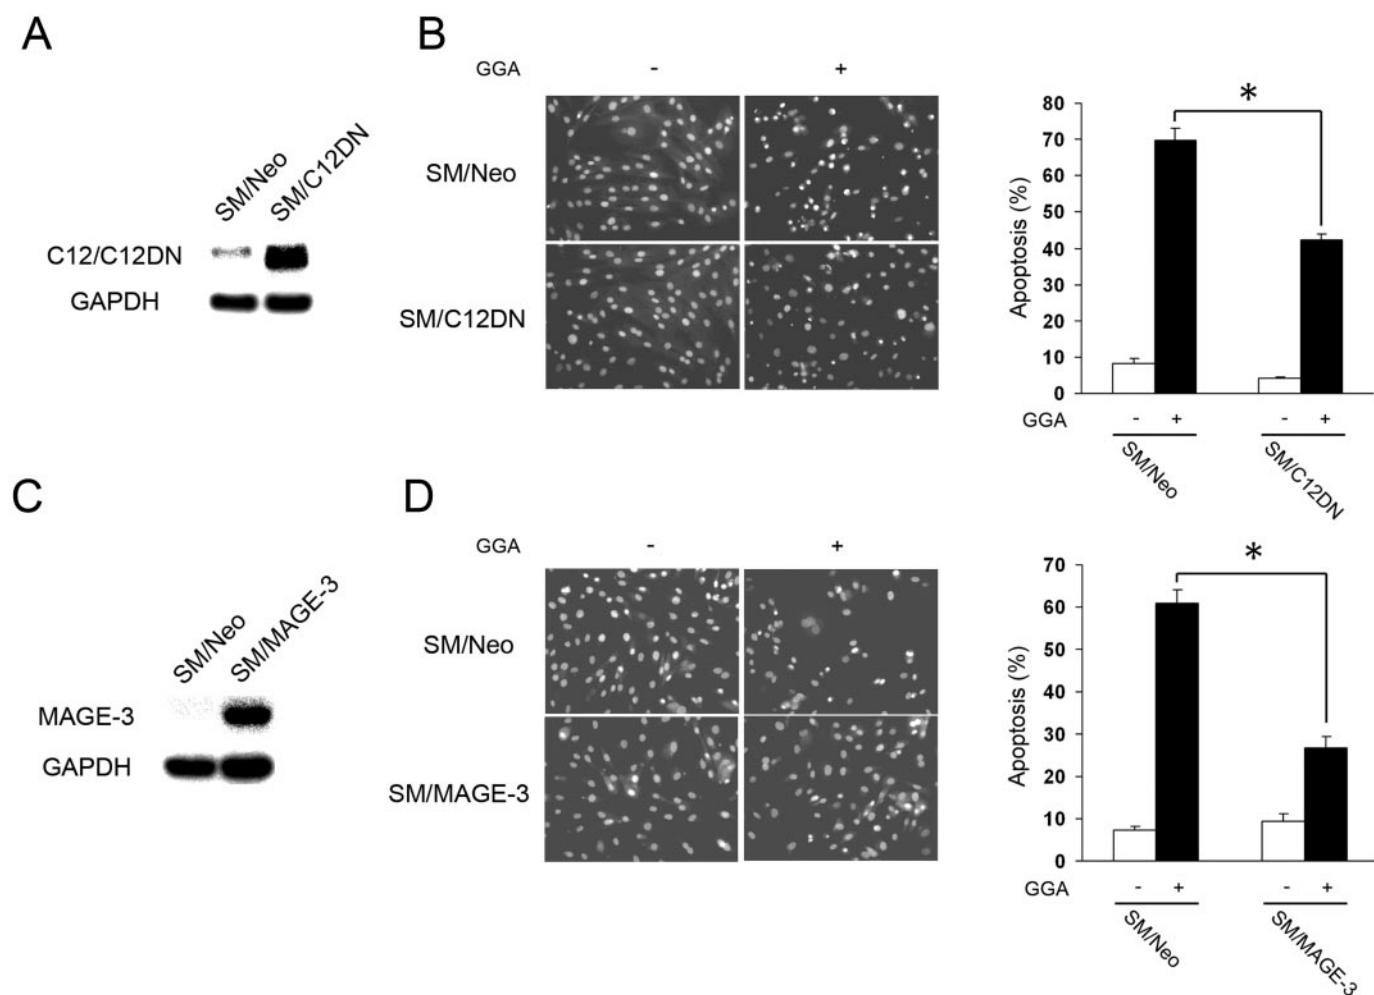 A
SM/Neo
SM/C12DN
C12/C12DN
GAPDH
B
GGA - +
SM/Neo
SM/C12DN
*
Apoptosis (%)
80
70
60
50
40
30
20
10
0
GGA - + - +
SM/Neo
SM/C12DN
C
SM/Neo
SM/MAGE-3
MAGE-3
GAPDH
D
GGA - +
SM/Neo
SM/MAGE-3
*
Apoptosis (%)
70
60
50
40
30
20
10
0
GGA - + - +
SM/Neo
SM/MAGE-3